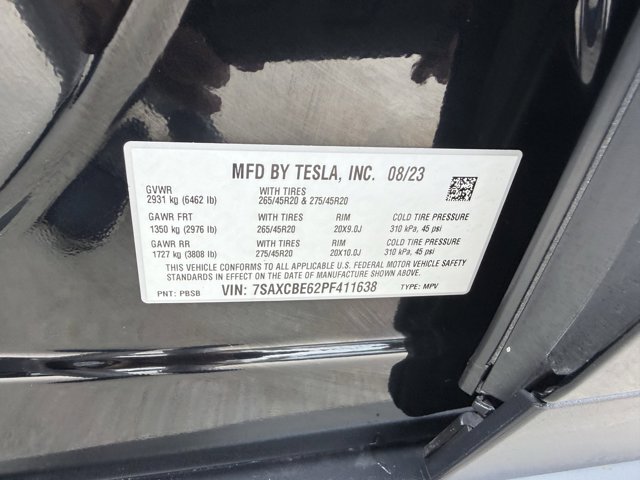 MFD BY TESLA, INC. 08/23
GVWR WITH TIRES
2931 kg (6462 lb) 265/45R20 & 275/45R20
GAWR FRT WITH TIRES RIM COLD TIRE PRESSURE
1350 kg (2976 lb) 265/45R20 20X9.0J 310 kPa, 45 psi
GAWR RR WITH TIRES RIM COLD TIRE PRESSURE
1727 kg (3808 lb) 275/45R20 20X10.0J 310 kPa, 45 psi
THIS VEHICLE CONFORMS TO ALL APPLICABLE U.S. FEDERAL MOTOR VEHICLE SAFETY
STANDARDS IN EFFECT ON THE DATE OF MANUFACTURE SHOWN ABOVE.
PNT: PBSB VIN: 7SAXCBE62PF411638 TYPE: MPV